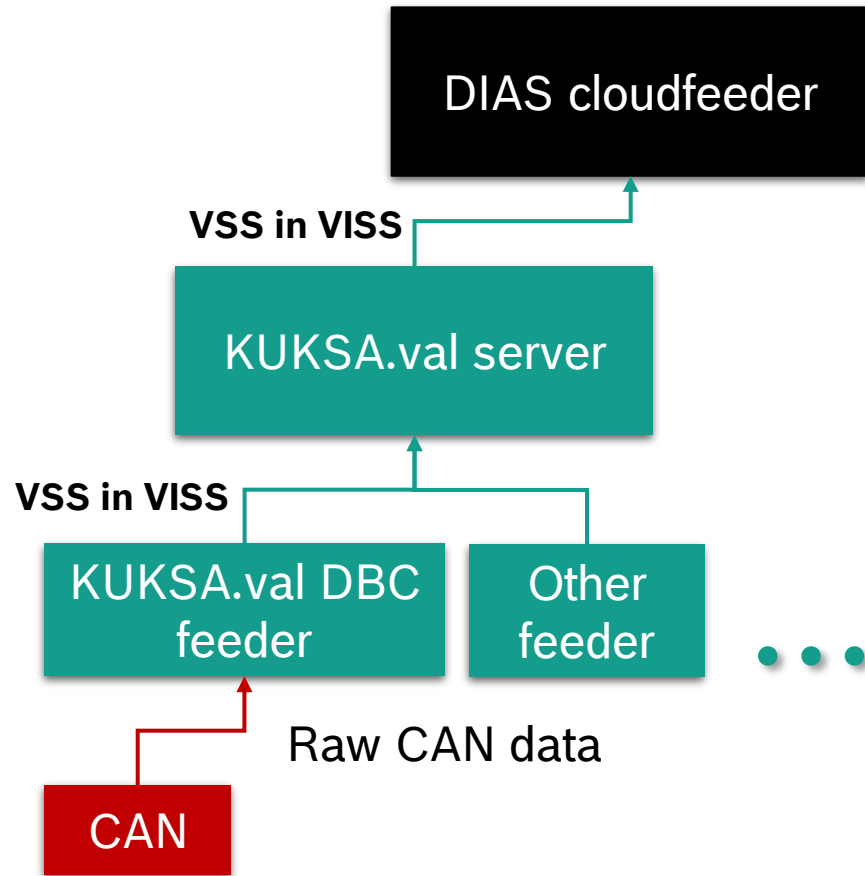 DIAS cloudfeeder
VSS in VISS
KUKSA.val server
VSS in VISS
KUKSA.val DBC
feeder
Other
feeder
Raw CAN data
CAN